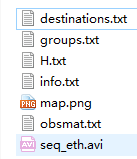 destinations.txt
groups.txt
H.txt
info.txt
map.png
obsmat.txt
seq_eth.avi